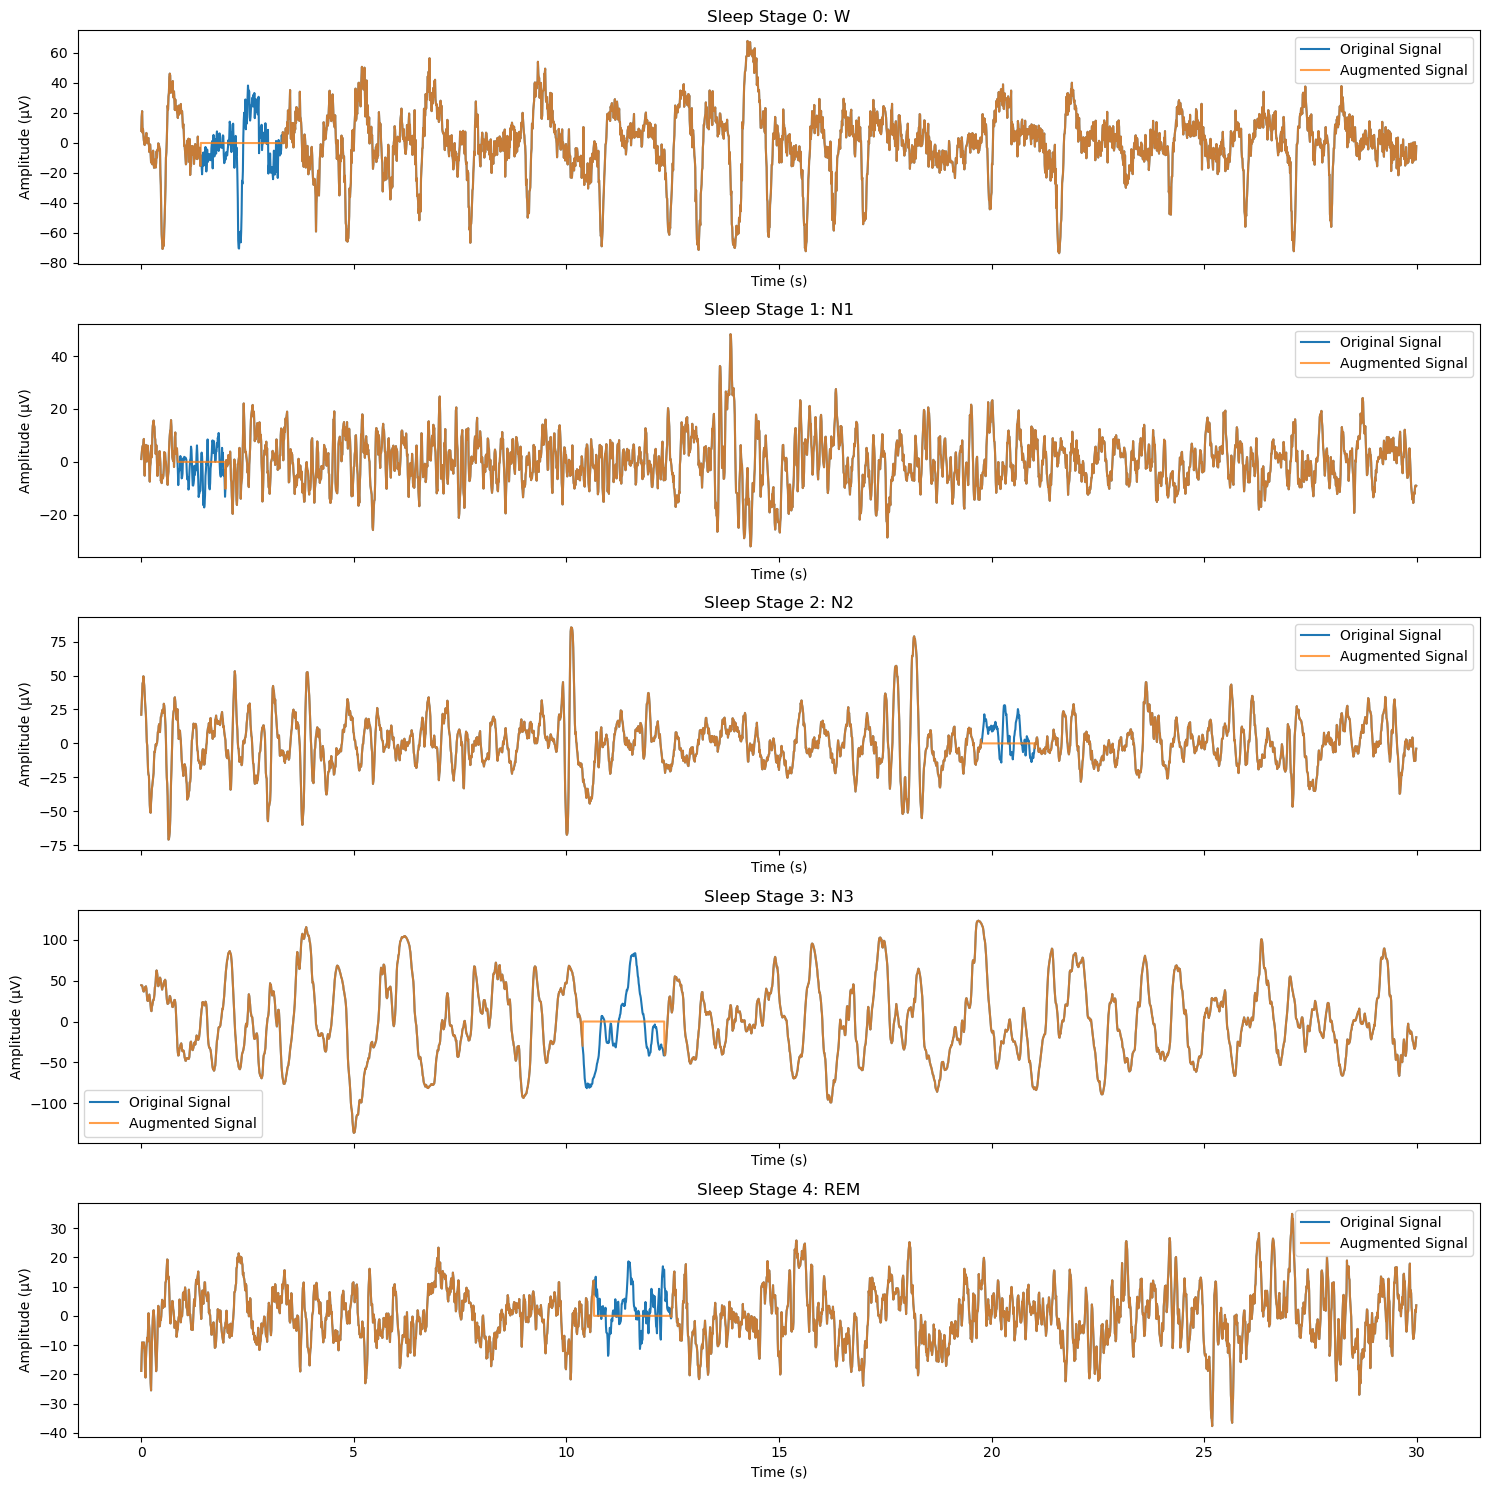 Sleep Stage 0: W
Amplitude (µV)
60
40
20
0
−20
−40
−60
−80
Original Signal
Augmented Signal
Time (s)
Sleep Stage 1: N1
Amplitude (µV)
40
20
0
−20
Original Signal
Augmented Signal
Time (s)
Sleep Stage 2: N2
Amplitude (µV)
75
50
25
0
−25
−50
−75
Original Signal
Augmented Signal
Time (s)
Sleep Stage 3: N3
Amplitude (µV)
100
50
0
−50
−100
Original Signal
Augmented Signal
Time (s)
Sleep Stage 4: REM
Amplitude (µV)
30
20
10
0
−10
−20
−30
−40
Original Signal
Augmented Signal
0 5 10 15 20 25 30
Time (s)